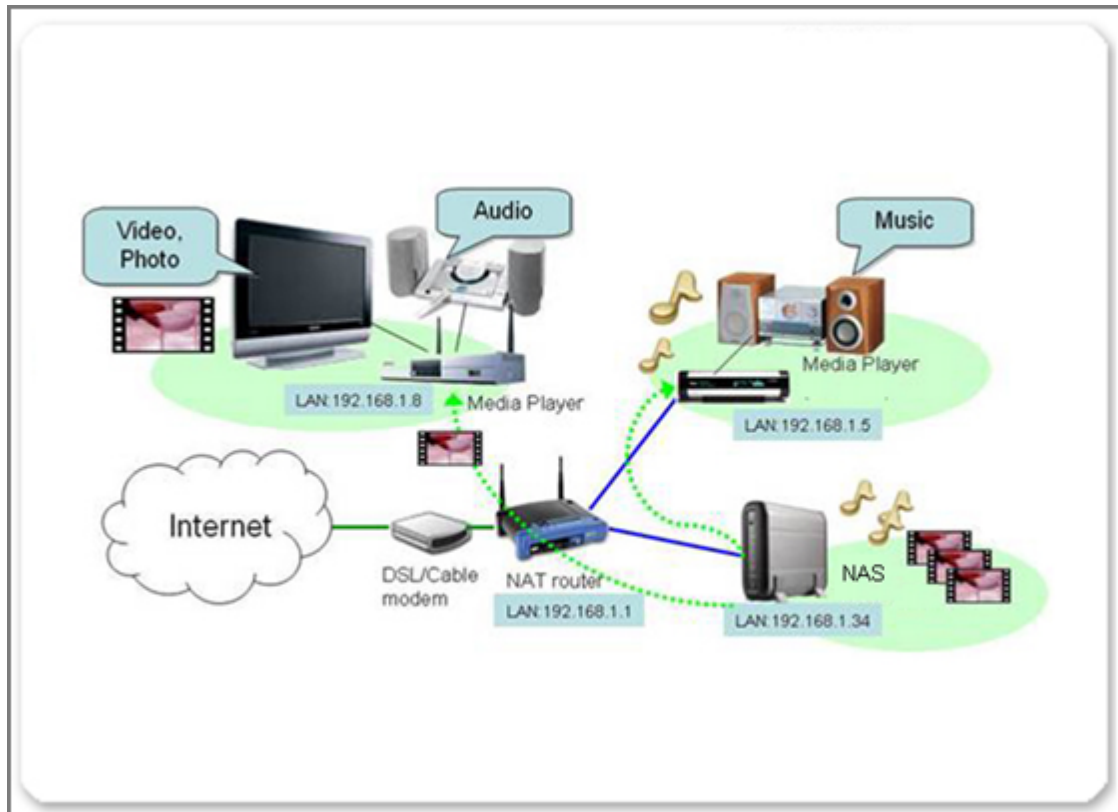 Video,
Photo
Audio
Music
Media Player
LAN:192.168.1.8
Media Player
LAN:192.168.1.5
Internet
DSL/Cable
modem
NAT router
LAN:192.168.1.1
NAS
LAN:192.168.1.34